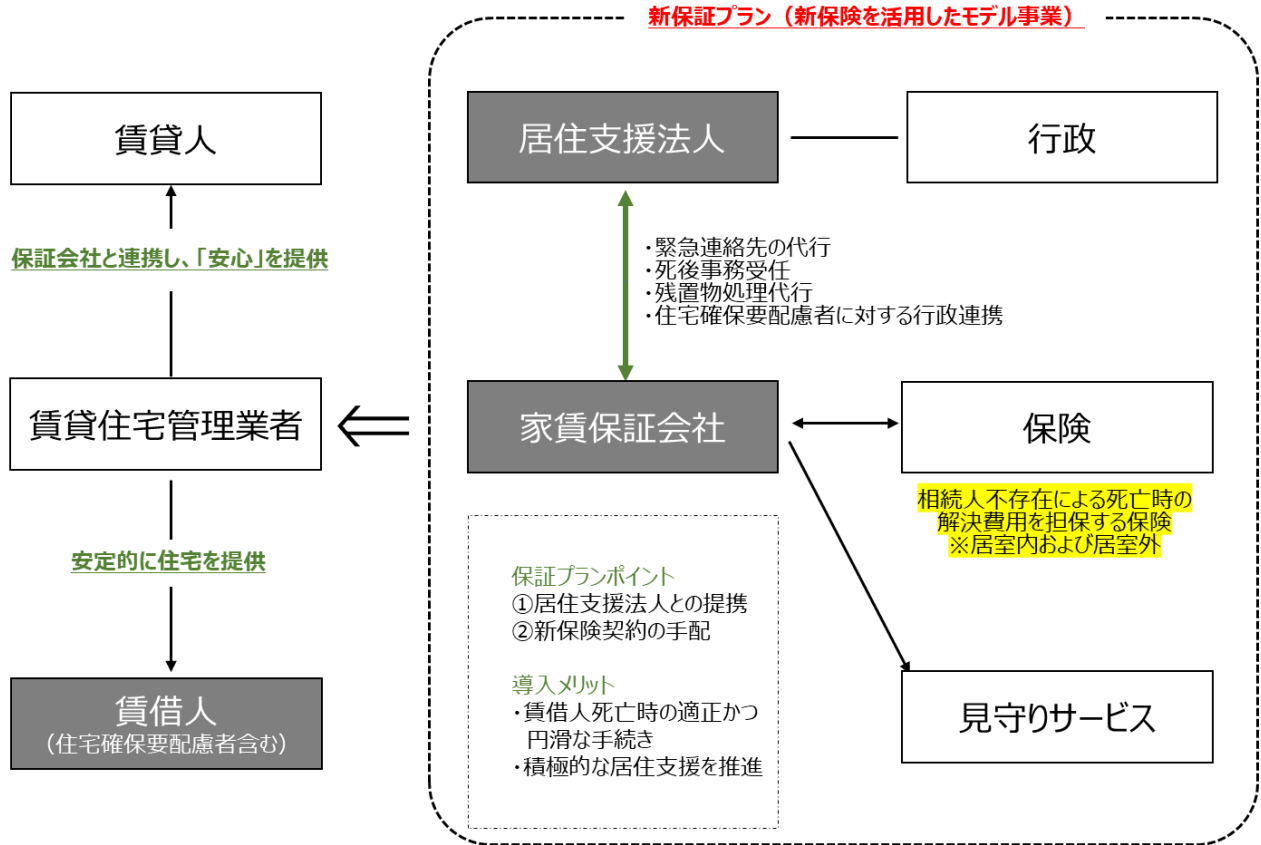 新保証プラン（新保険を活用したモデル事業）
賃貸人
保証会社と連携し、「安心」を提供
賃貸住宅管理業者
安定的に住宅を提供
賃借人
（住宅確保要配慮者含む）
居住支援法人
行政
・緊急連絡先の代行
・死後事務受任
・残置物処理代行
・住宅確保要配慮者に対する行政連携
家賃保証会社
保険
相続人不存在による死亡時の
解決費用を担保する保険
※居室内および居室外
保証プランポイント
①居住支援法人との提携
②新保険契約の手配
導入メリット
・賃借人死亡時の適正かつ
円滑な手続き
・積極的な居住支援を推進
見守りサービス